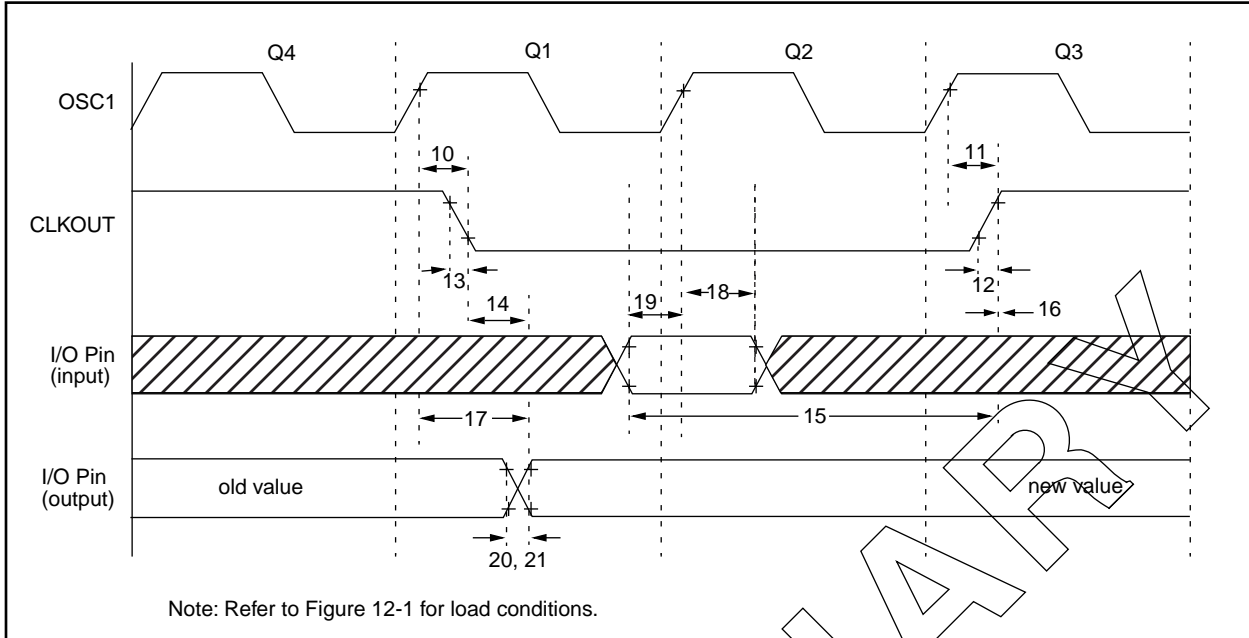 Q4 Q1 Q2 Q3
OSC1
10 11
CLKOUT
13 12
14 19 18 16
I/O Pin
(input)
17 15
I/O Pin
(output)
old value new value
20, 21
Note: Refer to Figure 12-1 for load conditions.
NARY